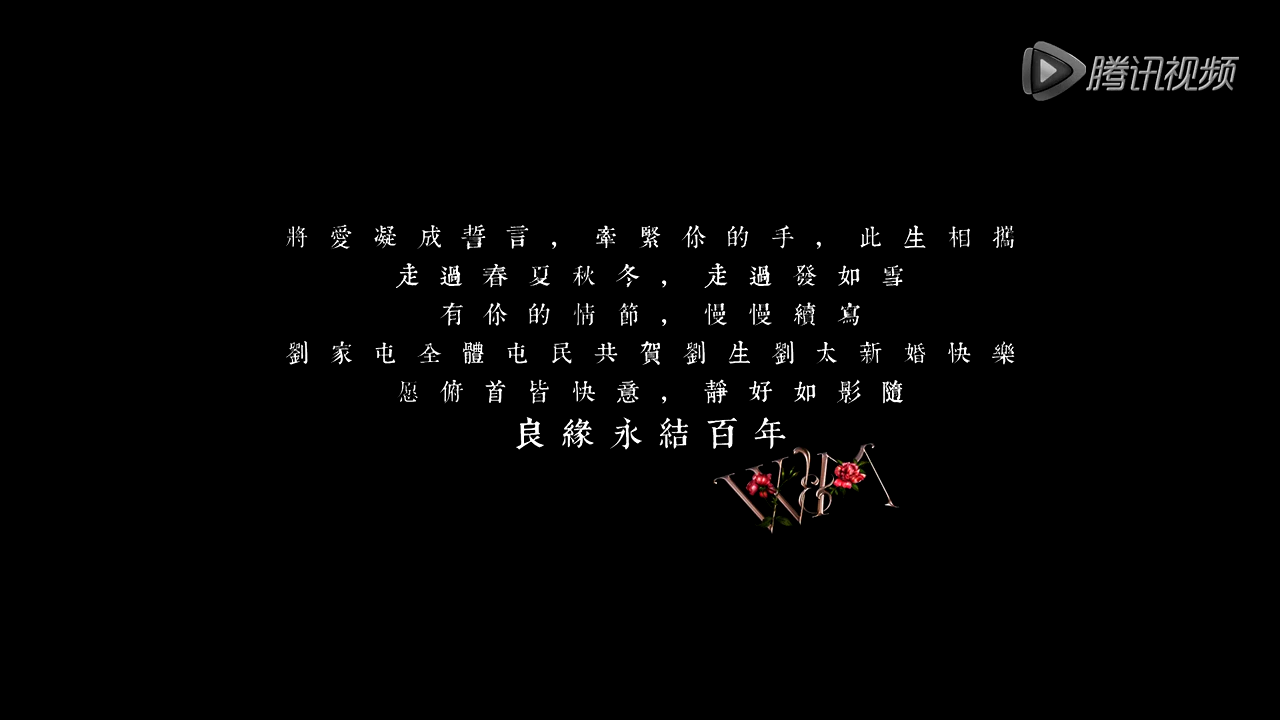 腾讯视频
將愛凝成誓言，牽緊你的手，此生相攜
走過春夏秋冬，走過發如雪
有你的情節，慢慢續寫
劉家屯全體屯民共賀劉生劉太新婚快樂
愿俯首皆快意，靜好如影隨
良緣永結百年
W&M